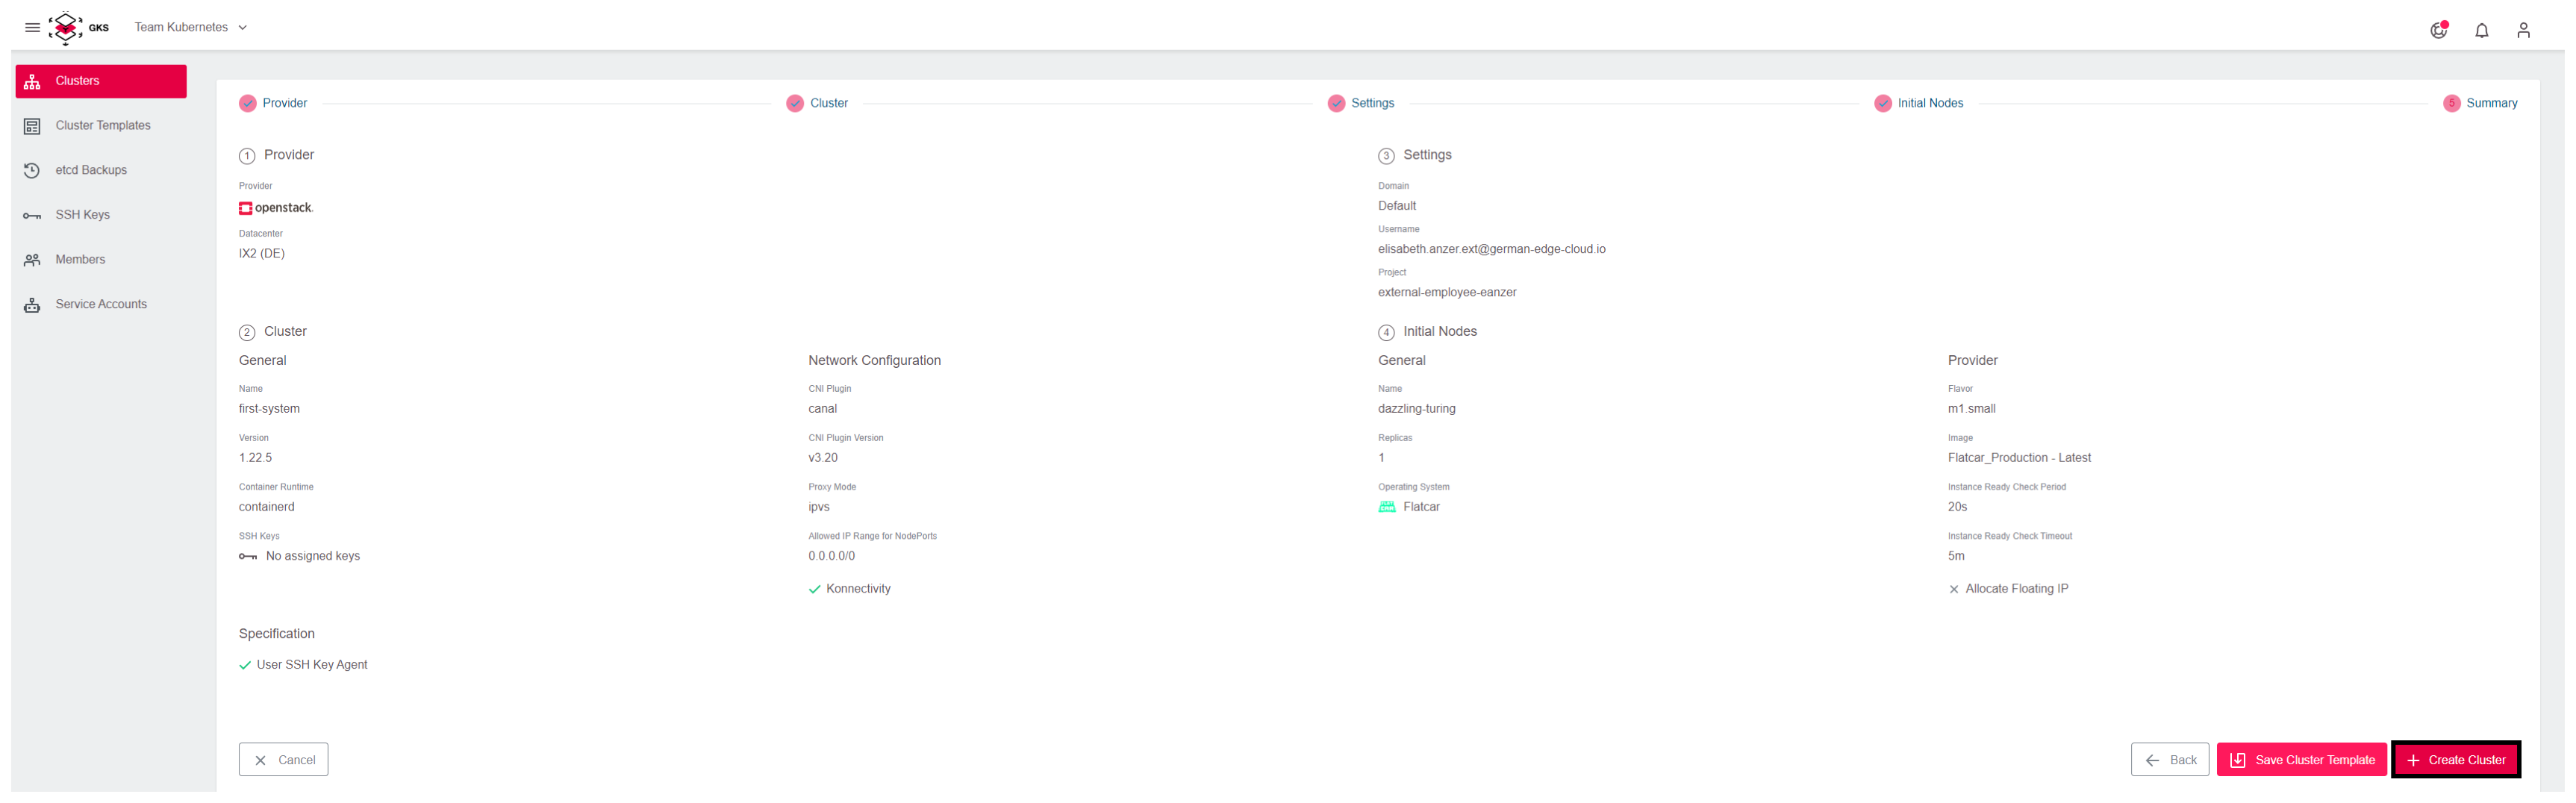 GKS
Team Kubernetes
Clusters
Cluster Templates
etcd Backups
SSH Keys
Members
Service Accounts
Provider
Cluster
Settings
Initial Nodes
5 Summary
1 Provider
Provider
openstack.
Datacenter
IX2 (DE)
3 Settings
Domain
Default
Username
elisabeth.anzer.ext@german-edge-cloud.io
Project
external-employee-eanzer
2 Cluster
General
Name
first-system
Version
1.22.5
Container Runtime
containerd
SSH Keys
No assigned keys
Network Configuration
CNI Plugin
canal
CNI Plugin Version
v3.20
Proxy Mode
ipvs
Allowed IP Range for NodePorts
0.0.0.0/0
Konnectivity
Specification
User SSH Key Agent
4 Initial Nodes
General
Name
dazzling-turing
Replicas
1
Operating System
Flatcar
Provider
Flavor
m1.small
Image
Flatcar_Production - Latest
Instance Ready Check Period
20s
Instance Ready Check Timeout
5m
Allocate Floating IP
Cancel
Back
Save Cluster Template
Create Cluster